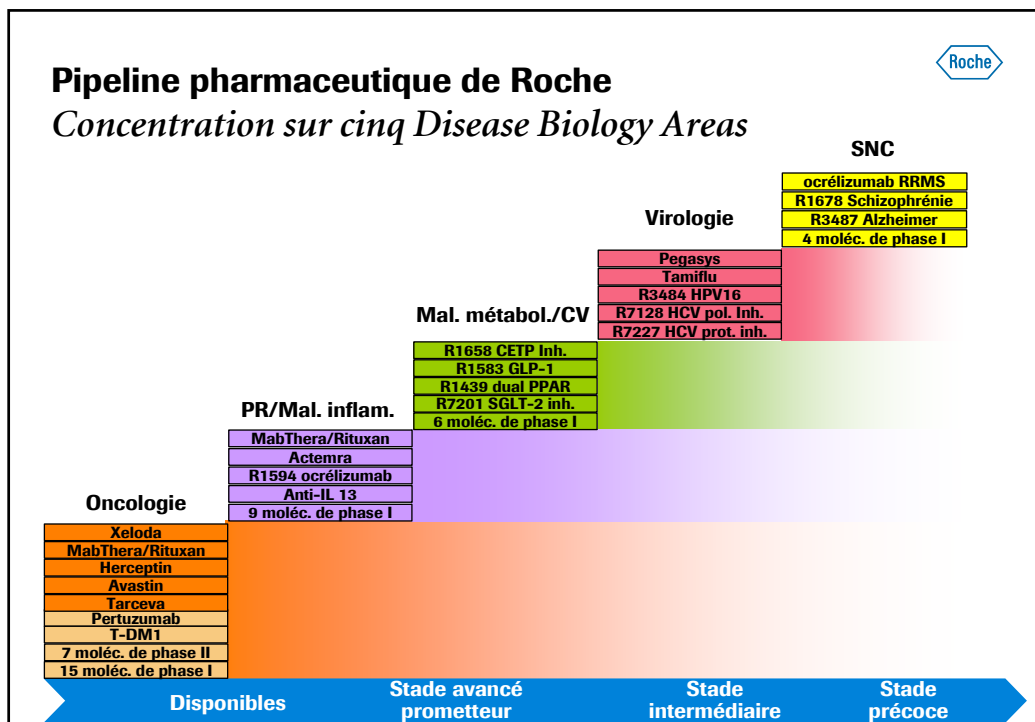 Roche
Pipeline pharmaceutique de Roche
Concentration sur cinq Disease Biology Areas
SNC
ocrélizumab RRMS
R1678 Schizophrénie
R3487 Alzheimer
4 moléc. de phase I
Virologie
Pegasys
Tamiflu
R3484 HPV16
R7128 HCV pol. Inh.
R7227 HCV prot. inh.
Mal. métabol./CV
R1658 CETP Inh.
R1583 GLP-1
R1439 dual PPAR
R7201 SGLT-2 inh.
6 moléc. de phase I
PR/Mal. inflam.
MabThera/Rituxan
Actemra
R1594 ocrélizumab
Anti-IL 13
9 moléc. de phase I
Oncologie
Xeloda
MabThera/Rituxan
Herceptin
Avastin
Tarceva
Pertuzumab
T-DM1
7 moléc. de phase II
15 moléc. de phase I
Disponibles
Stade avancé
prometteur
Stade
intermédiaire
Stade
précoce